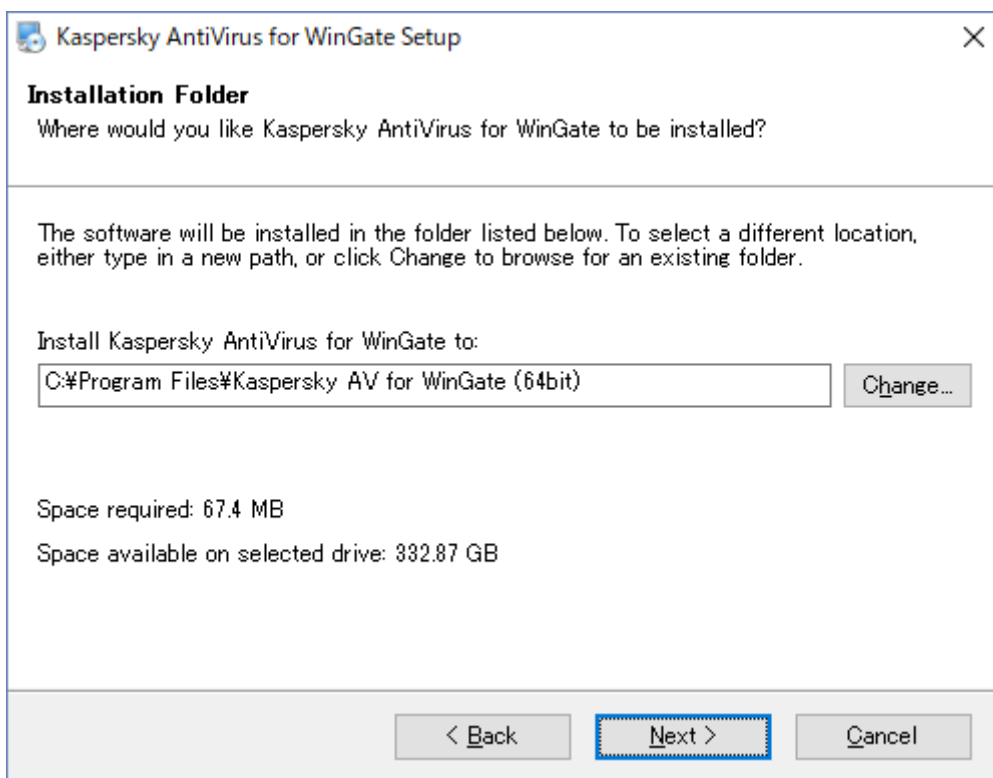 Kaspersky AntiVirus for WinGate Setup
Installation Folder
Where would you like Kaspersky AntiVirus for WinGate to be installed?
The software will be installed in the folder listed below. To select a different location,
either type in a new path, or click Change to browse for an existing folder.
Install Kaspersky AntiVirus for WinGate to:
C:¥Program Files¥Kaspersky AV for WinGate (64bit)
Change...
Space required: 67.4 MB
Space available on selected drive: 332.87 GB
< Back
Next >
Cancel